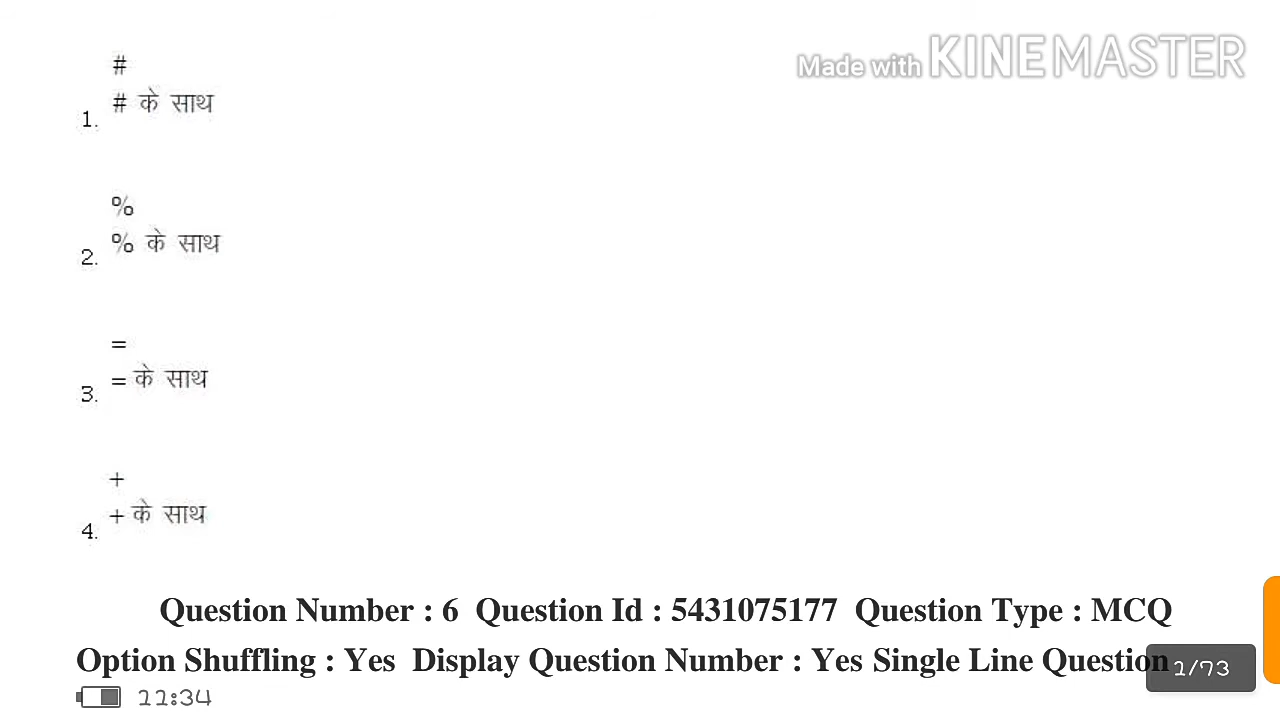 Made with KINEMASTER
#
# के साथ
1.
%
% के साथ
2.
=
= के साथ
3.
+
+ के साथ
4.
Question Number : 6 Question Id : 5431075177 Question Type : MCQ
Option Shuffling : Yes Display Question Number : Yes Single Line Question
1/73
22:34